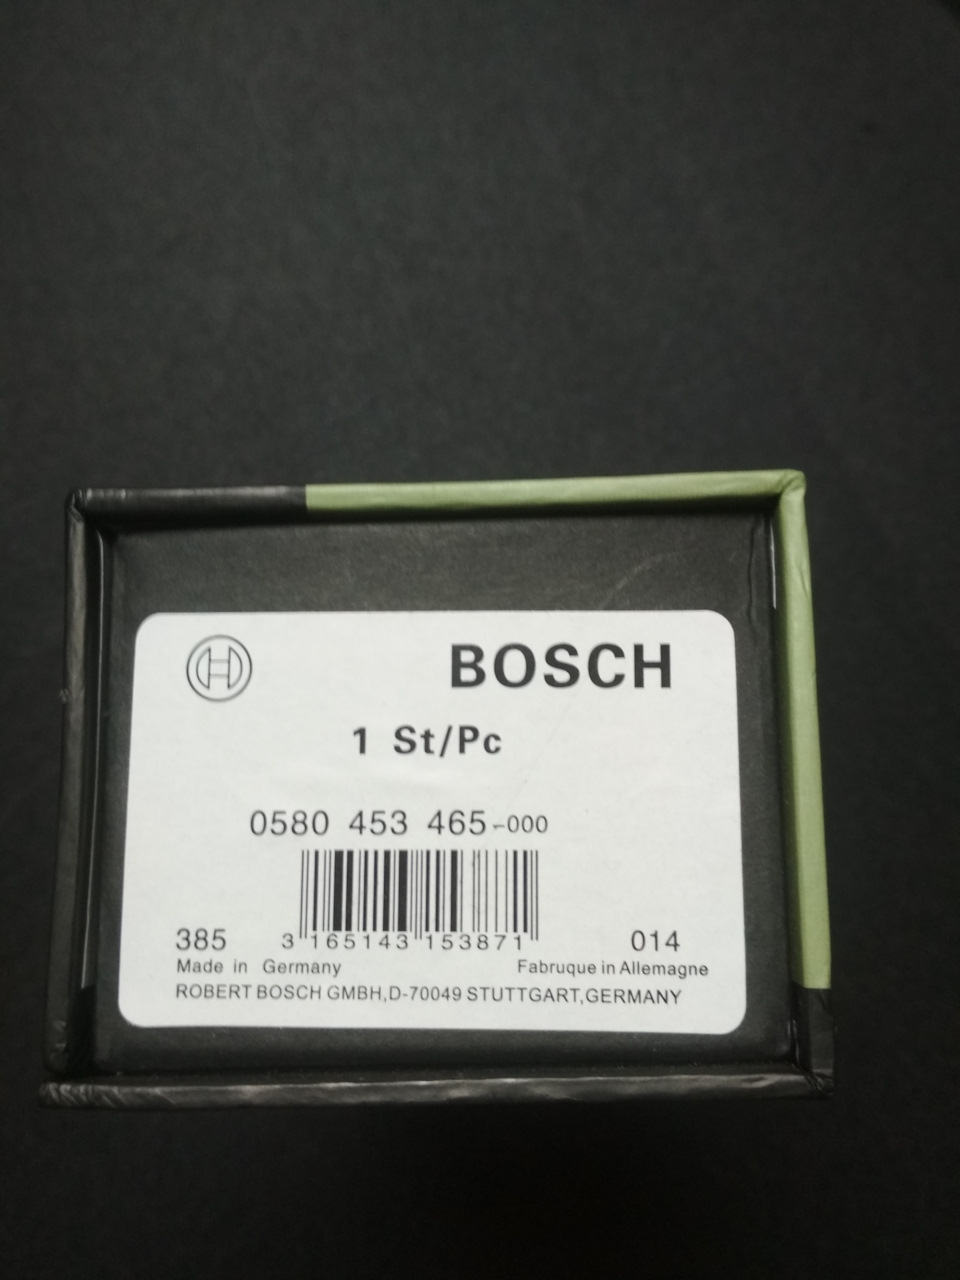 BOSCH
1 St/Pc
0580 453 465-000
385 3 165143 153871 014
Made in Germany Fabruque in Allemagne
ROBERT BOSCH GMBH,D-70049 STUTTGART,GERMANY